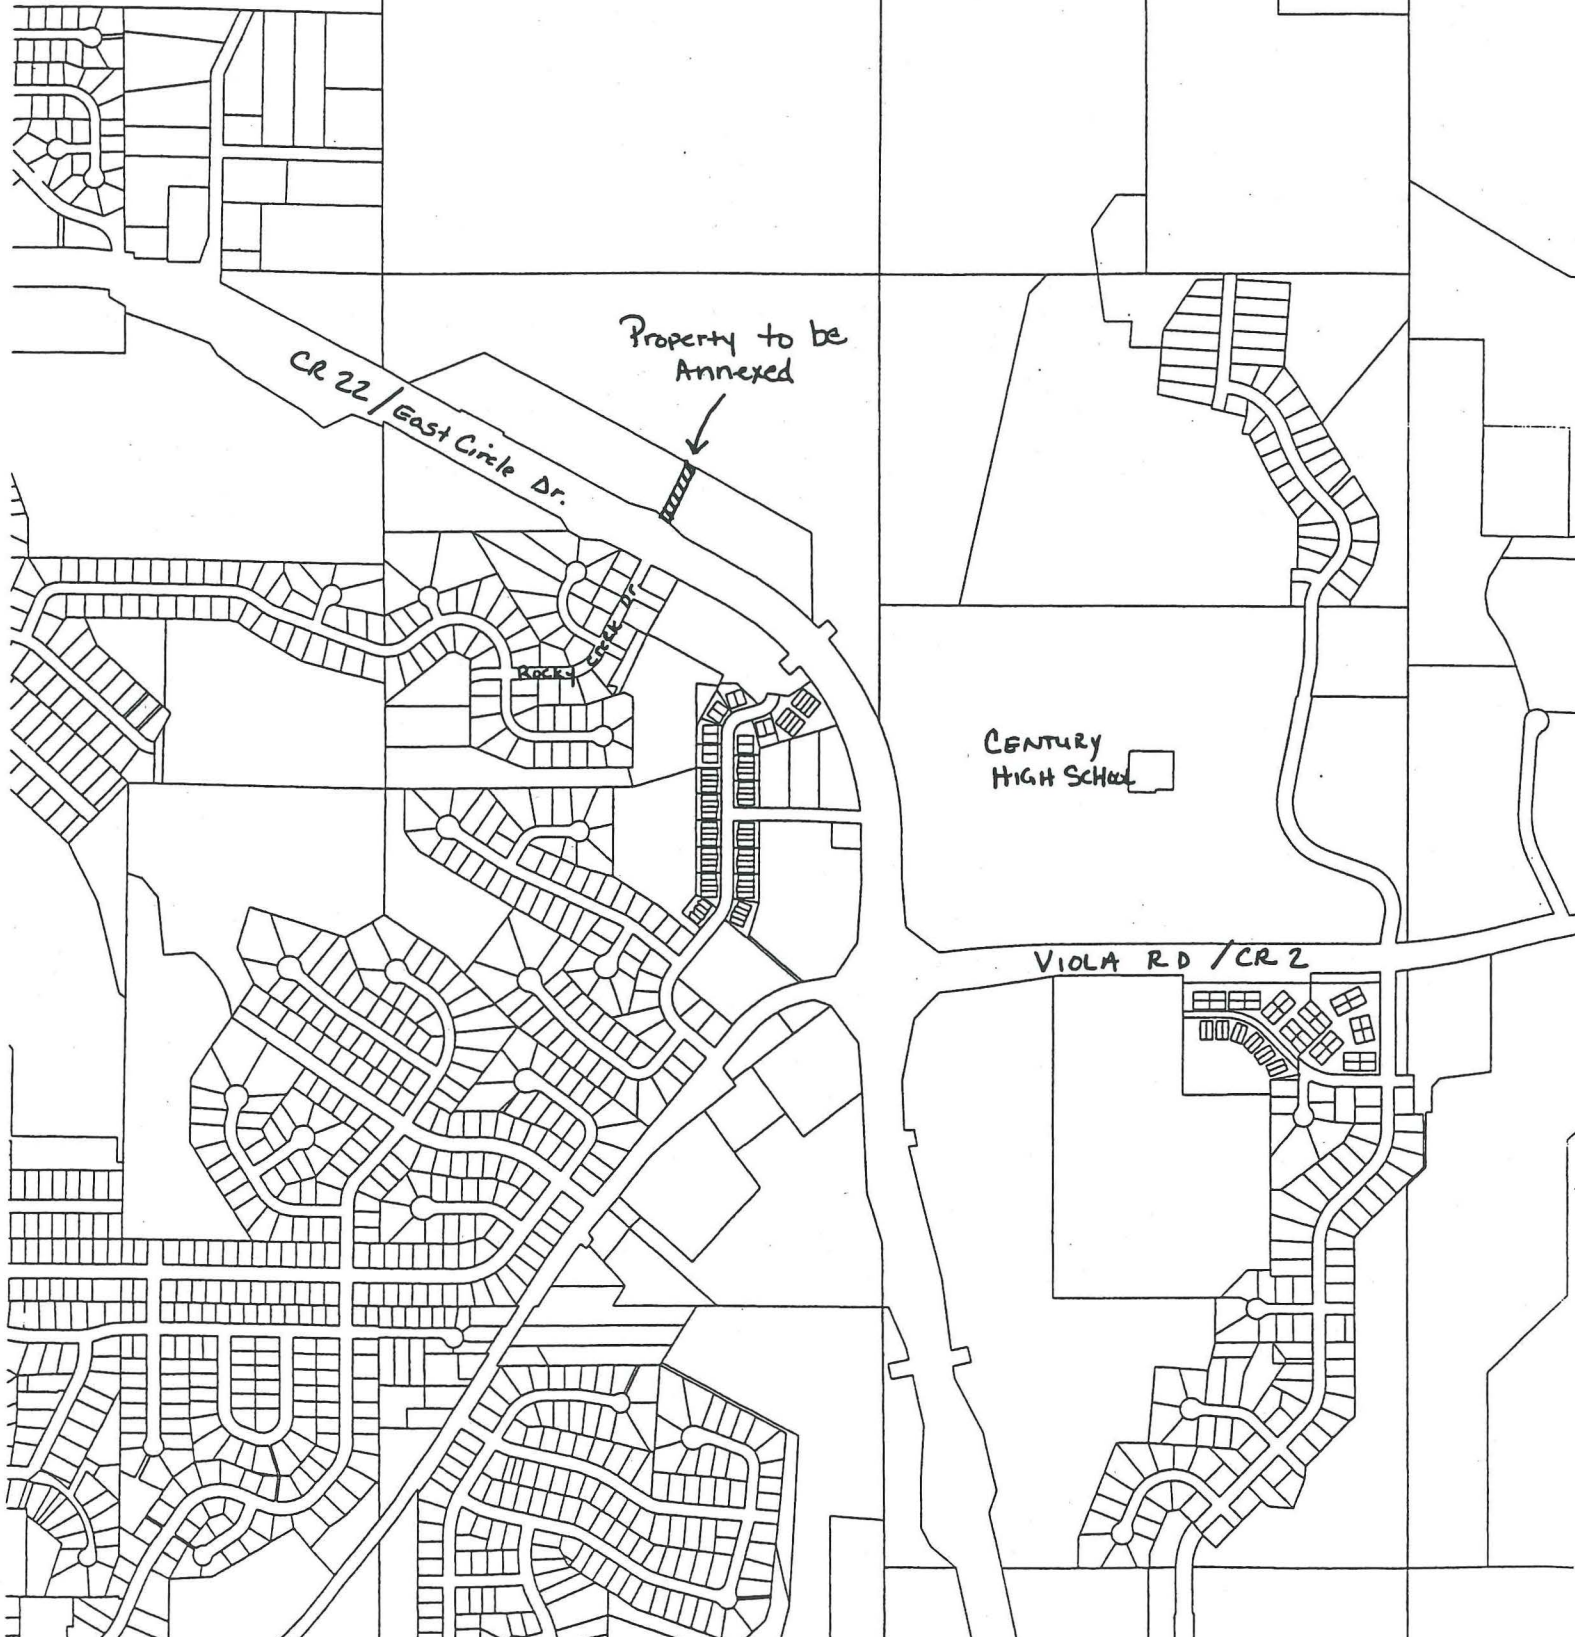 Property to be
Annexed
CR 22 / East Circle Dr.
Rocky Creek Dr
CENTURY
HIGH SCHOOL
VIOLA RD / CR 2